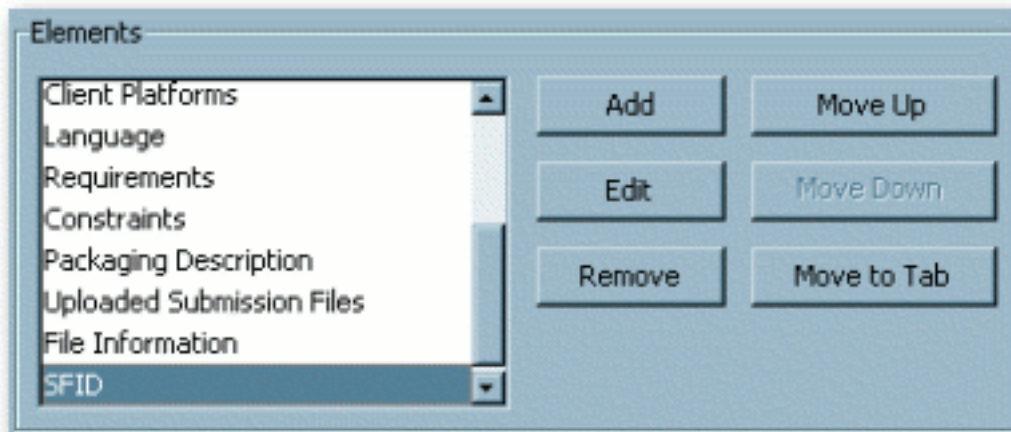 Elements
Client Platforms
Language
Requirements
Constraints
Packaging Description
Uploaded Submission Files
File Information
SFID
Add
Move Up
Edit
Move Down
Remove
Move to Tab